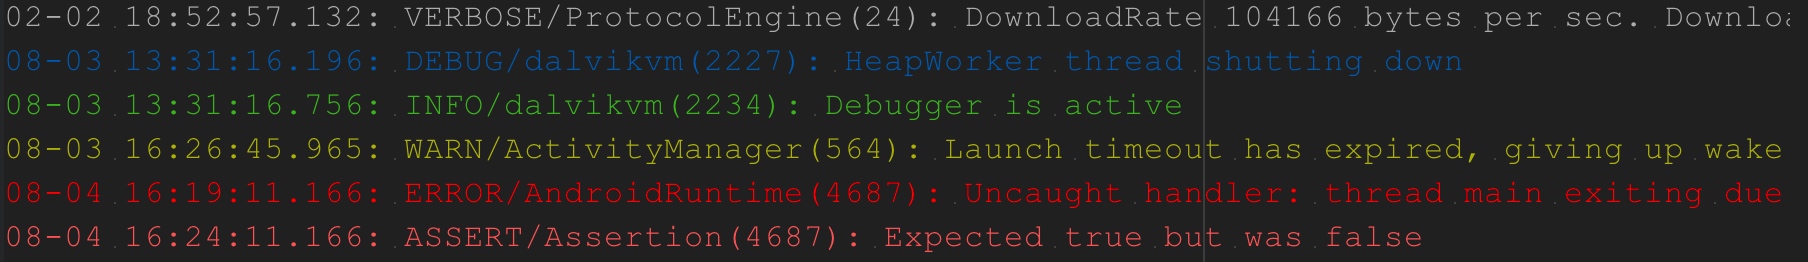 02-02 18:52:57.132: VERBOSE/ProtocolEngine(24): DownloadRate 104166 bytes per sec.
08-03 13:31:16.196: DEBUG/dalvikvm(2227): HeapWorker thread shutting down
08-03 13:31:16.756: INFO/dalvikvm(2234): Debugger is active
08-03 16:26:45.965: WARN/ActivityManager(564): Launch timeout has expired, giving up wake
08-04 16:19:11.166: ERROR/AndroidRuntime(4687): Uncaught handler: thread main exiting due
08-04 16:24:11.166: ASSERT/Assertion(4687): Expected true but was false